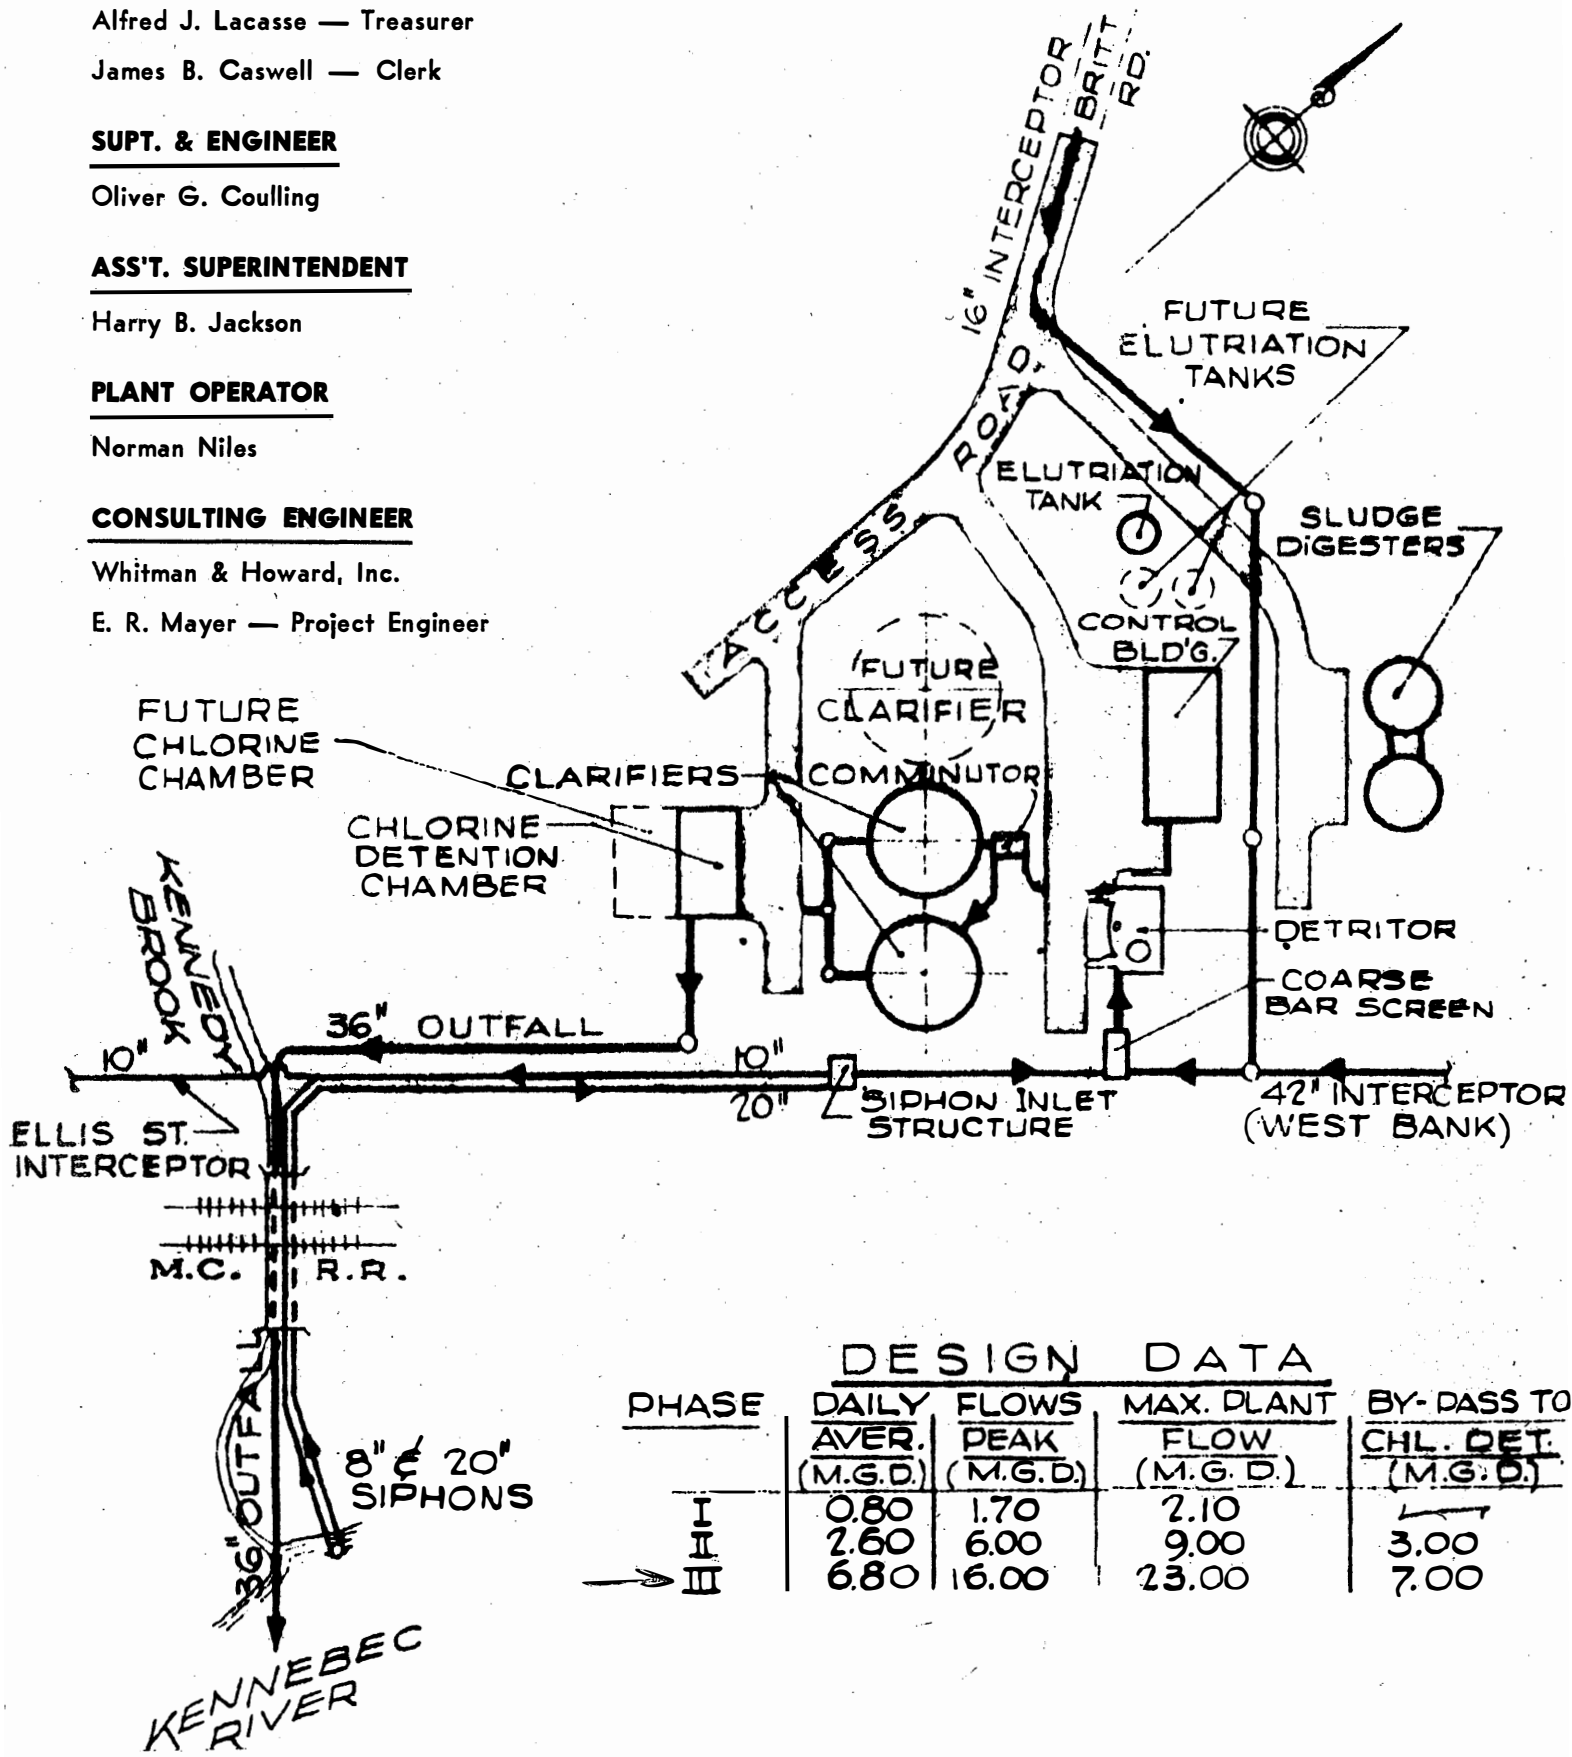 Alfred J. Lacasse — Treasurer
James B. Caswell — Clerk
SUPT. & ENGINEER
Oliver G. Coulling
ASS'T. SUPERINTENDENT
Harry B. Jackson
PLANT OPERATOR
Norman Niles
CONSULTING ENGINEER
Whitman & Howard, Inc.
E. R. Mayer — Project Engineer
16" INTERCEPTOR
BRITT
RD.
ACCESS ROAD
FUTURE
ELUTRIATION
TANKS
ELUTRIATION
TANK
SLUDGE
DIGESTERS
CONTROL
BLD'G.
FUTURE
CLARIFIER
FUTURE
CHLORINE
CHAMBER
CLARIFIERS
COMMINUTOR
CHLORINE
DETENTION
CHAMBER
KENNEDY
BROOK
DETRITOR
COARSE
BAR SCREEN
36" OUTFALL
10"
10"
20"
SIPHON INLET
STRUCTURE
42" INTERCEPTOR
(WEST BANK)
ELLIS ST.
INTERCEPTOR
M.C. R.R.
36" OUTFALL
8" & 20"
SIPHONS
KENNEBEC
RIVER
DESIGN DATA
PHASE DAILY FLOWS MAX. PLANT BY-PASS TO
AVER. PEAK FLOW CHL. DET.
(M.G.D.) (M.G.D.) (M.G.D.) (M.G.D.)
I 0.80 1.70 2.10 —
II 2.60 6.00 9.00 3.00
III 6.80 16.00 23.00 7.00